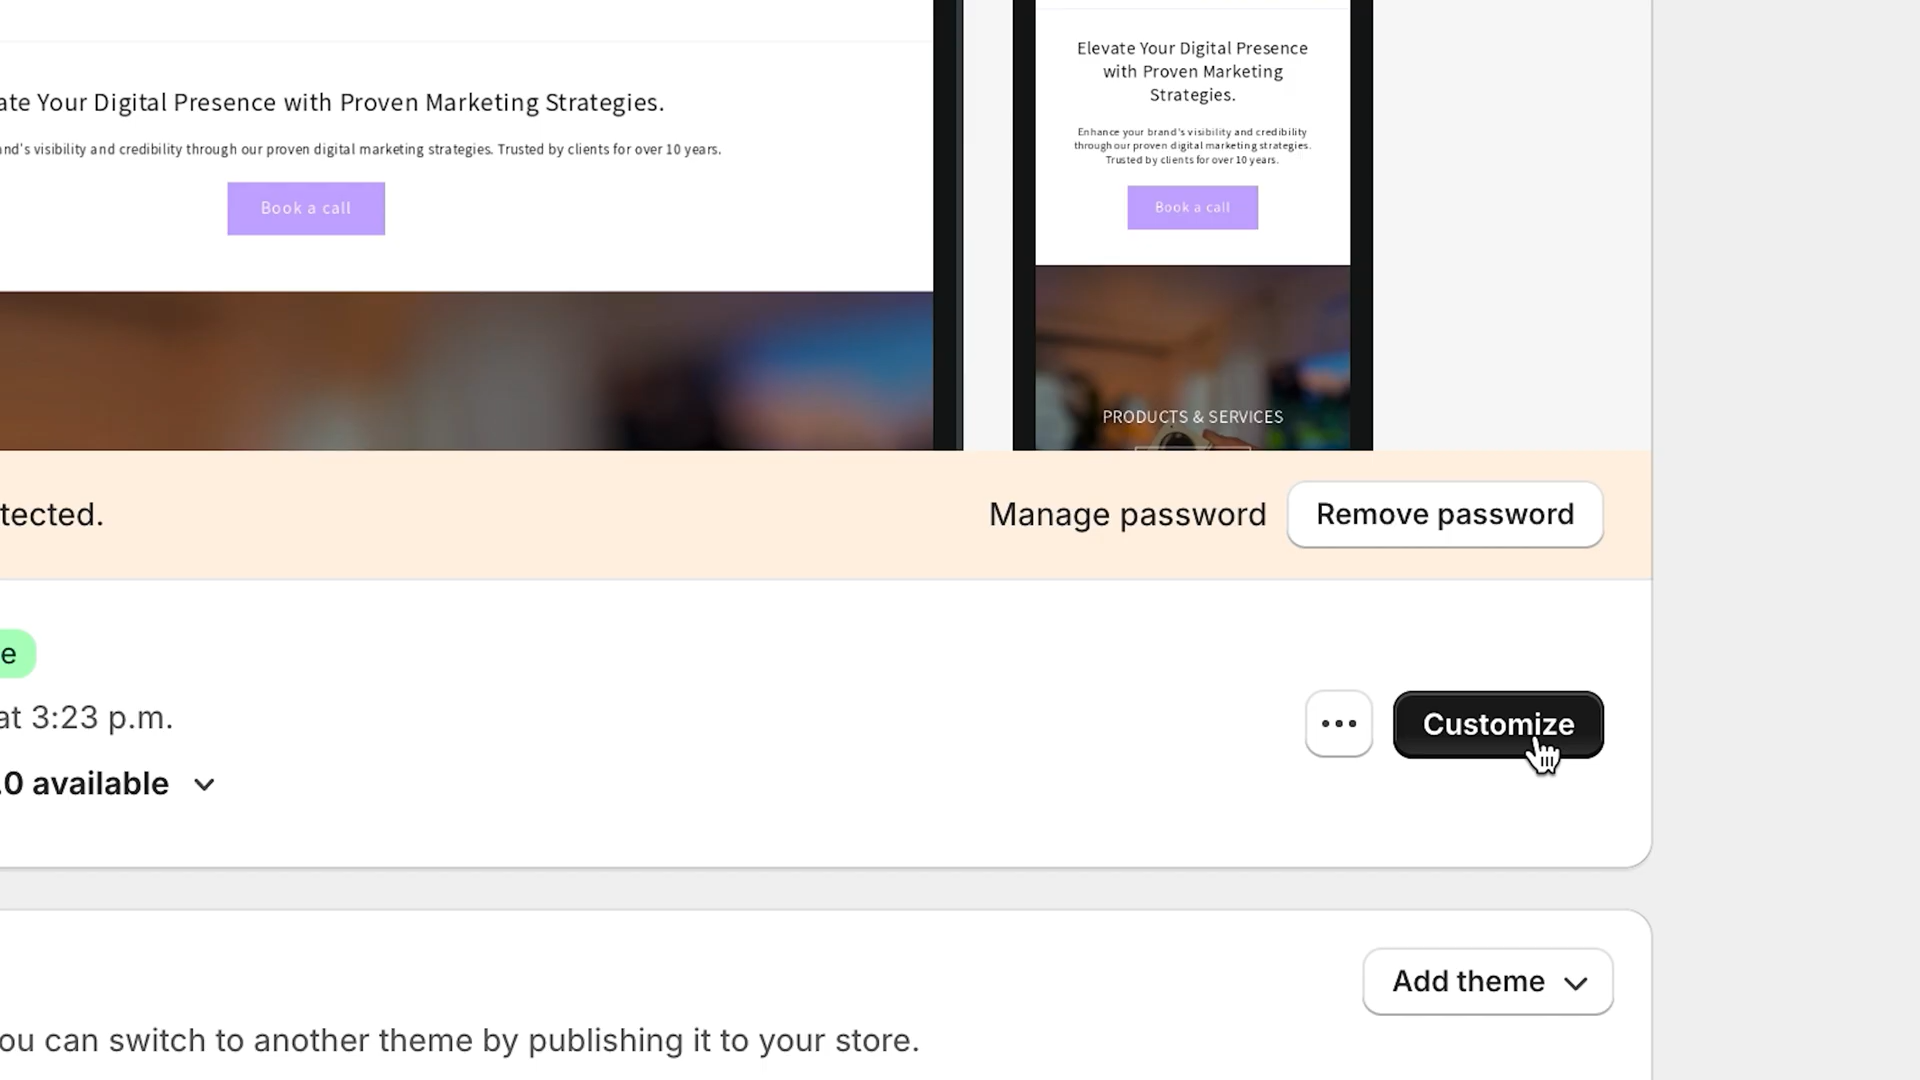 ate Your Digital Presence with Proven Marketing Strategies.
and's visibility and credibility through our proven digital marketing strategies. Trusted by clients for over 10 years.
Book a call
Elevate Your Digital Presence
with Proven Marketing
Strategies.
Enhance your brand's visibility and credibility
through our proven digital marketing strategies.
Trusted by clients for over 10 years.
Book a call
PRODUCTS & SERVICES
tected.
Manage password
Remove password
e
at 3:23 p.m.
.0 available
Customize
Add theme
ou can switch to another theme by publishing it to your store.